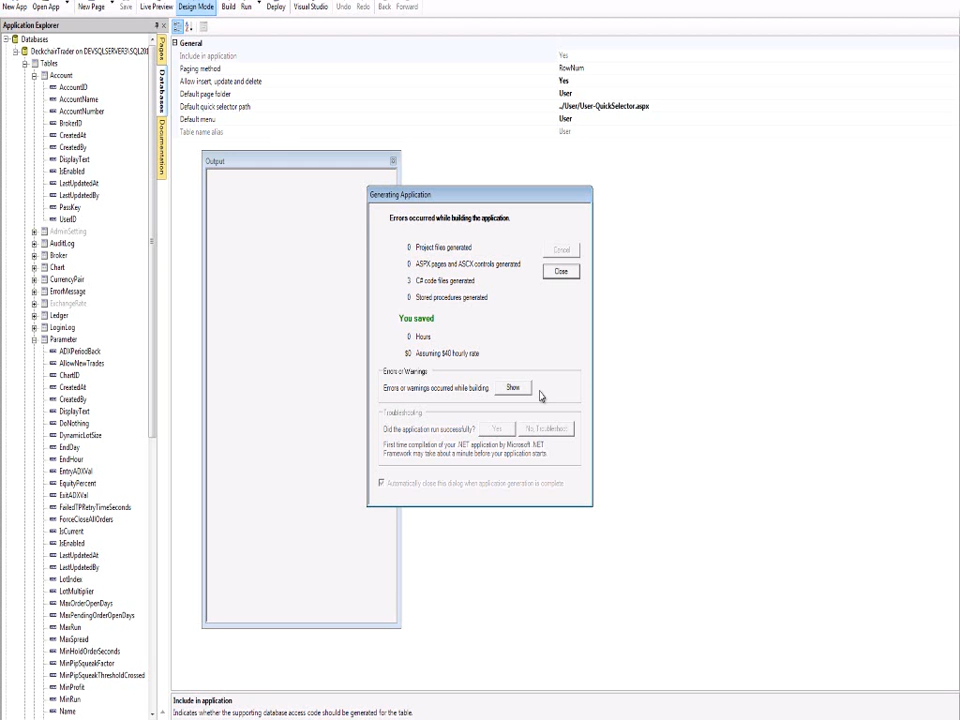 New App Open App New Page Save Live Preview Design Mode Build Run Deploy Visual Studio Undo Redo Back Forward
Application Explorer
Databases
DeckchairTrader on DEVSQLSERVER3\SQL201
Tables
Account
AccountID
AccountName
AccountNumber
BrokerID
CreatedAt
CreatedBy
DisplayText
IsEnabled
LastUpdatedAt
LastUpdatedBy
PassKey
UserID
AdminSetting
AuditLog
Broker
Chart
CurrencyPair
ErrorMessage
ExchangeRate
Ledger
LoginLog
Parameter
ADXPeriodBack
AllowNewTrades
ChartID
CreatedAt
CreatedBy
DisplayText
DoNothing
DynamicLotSize
EndDay
EndHour
EntryADXVal
EquityPercent
ExitADXVal
FailedTPRetryTimeSeconds
ForceCloseAllOrders
IsCurrent
IsEnabled
LastUpdatedAt
LastUpdatedBy
LotIndex
LotMultiplier
MaxOrderOpenDays
MaxPendingOrderOpenDays
MaxRun
MaxSpread
MinHoldOrderSeconds
MinPipSqueakFactor
MinPipSqueakThresholdCrossed
MinProfit
MinRun
Name
Pages
Databases
Documentation
General
Include in application Yes
Paging method RowNum
Allow insert, update and delete Yes
Default page folder User
Default quick selector path ../User/User-QuickSelector.aspx
Default menu User
Table name alias User
Output
Generating Application
Errors occurred while building the application.
0 Project files generated
Cancel
0 ASPX pages and ASCX controls generated
Close
3 C# code files generated
0 Stored procedures generated
You saved
0 Hours
$0 Assuming $40 hourly rate
Errors or Warnings
Errors or warnings occurred while building Show
Troubleshooting
Did the application run successfully? Yes No, Troubleshoot
First time compilation of your .NET application by Microsoft .NET
Framework may take about a minute before your application starts.
Automatically close this dialog when application generation is complete
Include in application
Indicates whether the supporting database access code should be generated for the table.